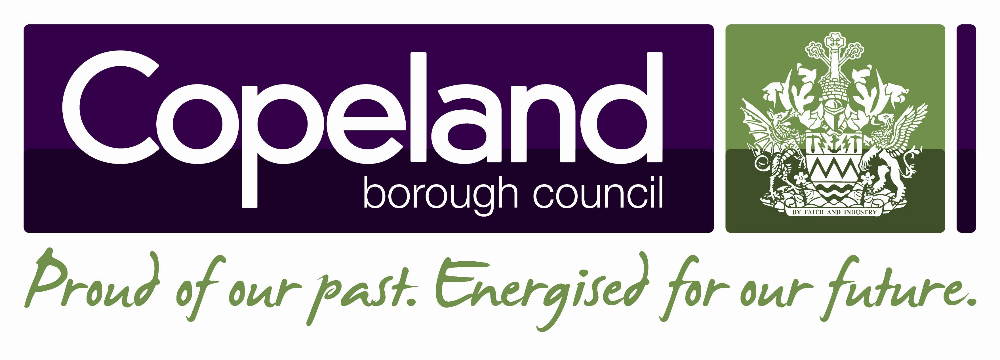 Copeland
borough council
BY FAITH AND INDUSTRY
Proud of our past. Energised for our future.